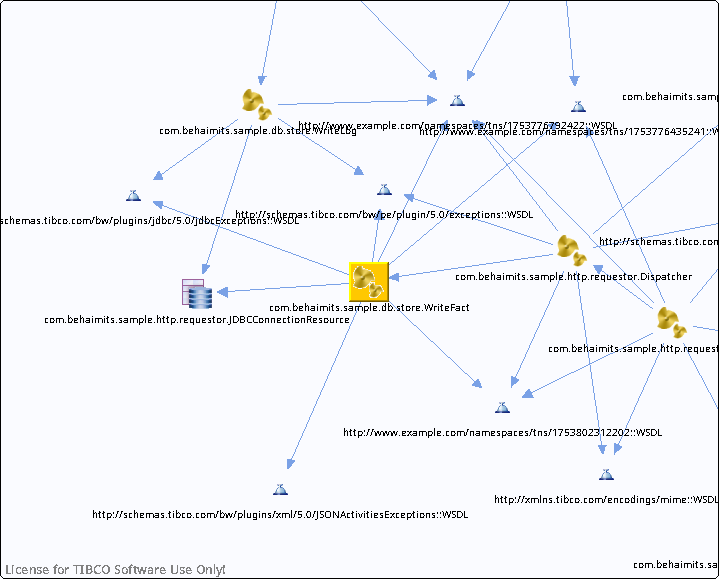 com.behaimits.samp
com.behaimits.sample.db.store.WriteLog
http://www.example.com/namespaces/tns/1753776792422::WSDL
http://www.example.com/namespaces/tns/1753776435241::W
schemas.tibco.com/bw/plugins/jdbc/5.0/jdbcExceptions::WSDL
http://schemas.tibco.com/bw/pe/plugin/5.0/exceptions::WSDL
http://schemas.tibco.com
com.behaimits.sample.http.requestor.Dispatcher
com.behaimits.sample.db.store.WriteFact
com.behaimits.sample.http.requestor.JDBCConnectionResource
com.behaimits.sample.http.request
http://www.example.com/namespaces/tns/1753802312202::WSDL
http://xmlns.tibco.com/encodings/mime::WSDL
http://schemas.tibco.com/bw/plugins/xml/5.0/JSONActivitiesExceptions::WSDL
com.behaimits.sa
License for TIBCO Software Use Only!